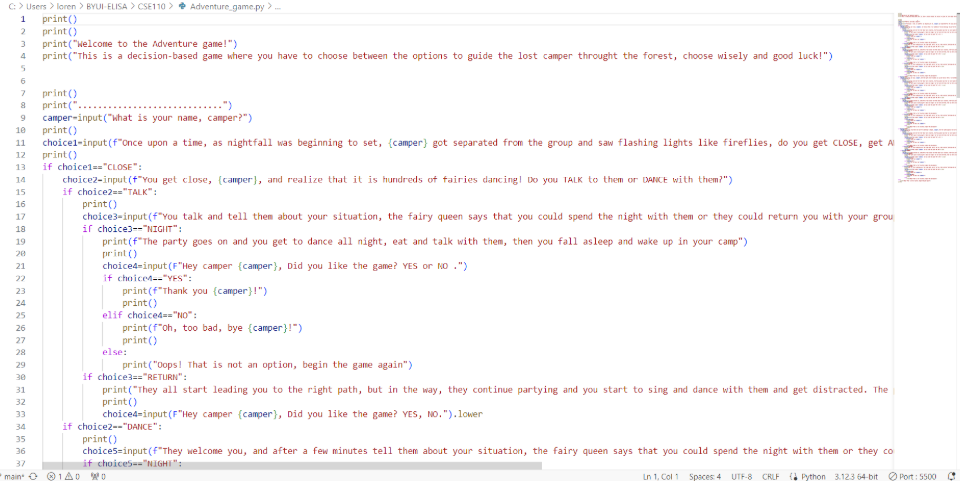 C: > Users > loren > BYUI-ELISA > CSE110 > Adventure_game.py > ...
1 print()
2 print()
3 print("Welcome to the Adventure game!")
4 print("This is a decision-based game where you have to choose between the options to guide the lost camper throught the forest, choose wisely and good luck!")
5
6
7 print()
8 print("............................")
9 camper=input("What is your name, camper?")
10 print()
11 choice1=input(f"Once upon a time, as nightfall was beginning to set, {camper} got separated from the group and saw flashing lights like fireflies, do you get CLOSE, get A
12 print()
13 if choice1=="CLOSE":
14 choice2=input(f"You get close, {camper}, and realize that it is hundreds of fairies dancing! Do you TALK to them or DANCE with them?")
15 if choice2=="TALK":
16 print()
17 choice3=input(f"You talk and tell them about your situation, the fairy queen says that you could spend the night with them or they could return you with your grou
18 if choice3=="NIGHT":
19 print(f"The party goes on and you get to dance all night, eat and talk with them, then you fall asleep and wake up in your camp")
20 print()
21 choice4=input(F"Hey camper {camper}, Did you like the game? YES or NO .")
22 if choice4=="YES":
23 print(f"Thank you {camper}!")
24 print()
25 elif choice4=="NO":
26 print(f"Oh, too bad, bye {camper}!")
27 print()
28 else:
29 print("Oops! That is not an option, begin the game again")
30 if choice3=="RETURN":
31 print("They all start leading you to the right path, but in the way, they continue partying and you start to sing and dance with them and get distracted. The
32 print()
33 choice4=input(F"Hey camper {camper}, Did you like the game? YES, NO.").lower
34 if choice2=="DANCE":
35 print()
36 choice5=input(f"They welcome you, and after a few minutes tell them about your situation, the fairy queen says that you could spend the night with them or they co
37 if choice5=="NIGHT":
main* 1 0 0 Ln 1, Col 1 Spaces: 4 UTF-8 CRLF Python 3.12.3 64-bit Port : 5500